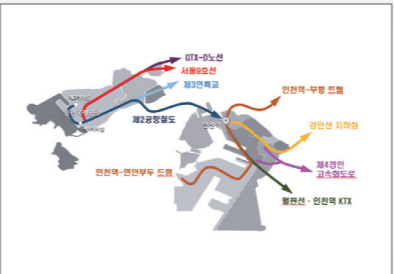 GTX-D노선
서울9호선
제3연륙교
제2공항철도
인천역-부평 트램
경인선 지하화
인천역-연안부두 트램
제4경인
고속화도로
월판선 · 인천역 KTX